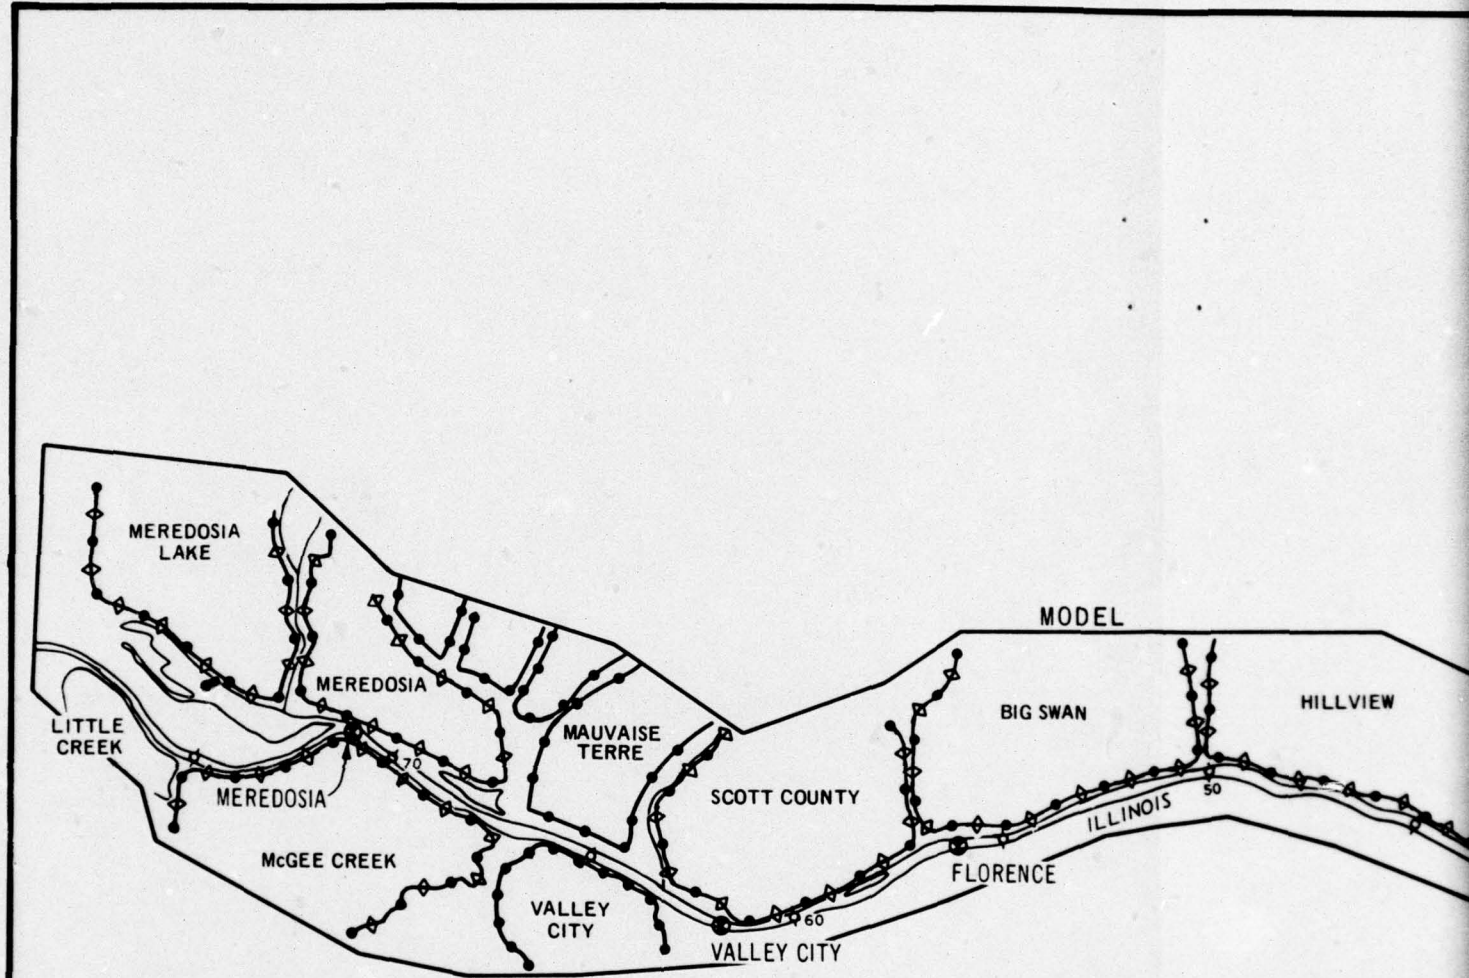 MODEL
MEREDOSIA
LAKE
MEREDOSIA
LITTLE
CREEK
MEREDOSIA
70
MAUVAISE
TERRE
McGEE CREEK
VALLEY
CITY
SCOTT COUNTY
VALLEY CITY
60
BIG SWAN
HILLVIEW
ILLINOIS
50
FLORENCE